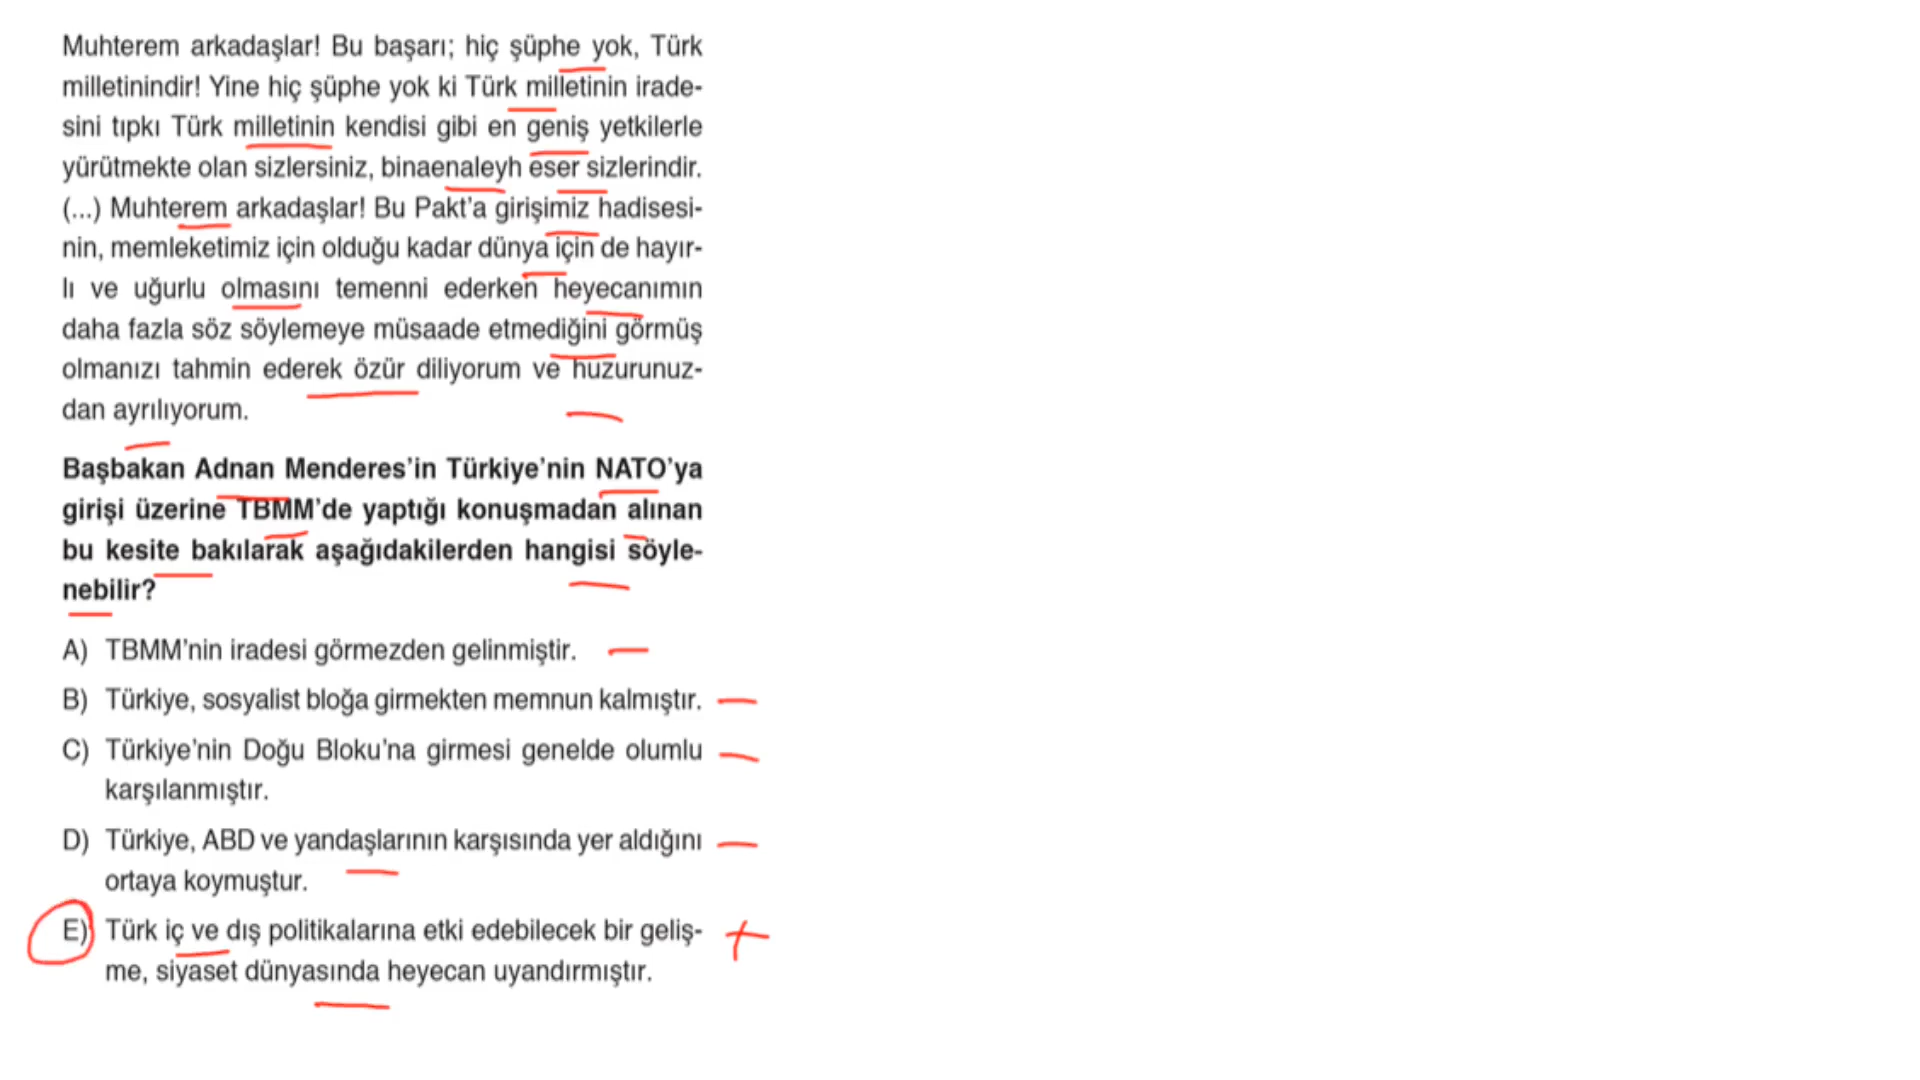 Muhterem arkadaşlar! Bu başarı; hiç şüphe yok, Türk
milletinindir! Yine hiç şüphe yok ki Türk milletinin irade-
sini tıpkı Türk milletinin kendisi gibi en geniş yetkilerle
yürütmekte olan sizlersiniz, binaenaleyh eser sizlerindir.
(...) Muhterem arkadaşlar! Bu Pakt'a girişimiz hadisesi-
nin, memleketimiz için olduğu kadar dünya için de hayır-
lı ve uğurlu olmasını temenni ederken heyecanımın
daha fazla söz söylemeye müsaade etmediğini görmüş
olmanızı tahmin ederek özür diliyorum ve huzurunuz-
dan ayrılıyorum.
Başbakan Adnan Menderes'in Türkiye'nin NATO'ya
girişi üzerine TBMM'de yaptığı konuşmadan alınan
bu kesite bakılarak aşağıdakilerden hangisi söyle-
nebilir?
A) TBMM'nin iradesi görmezden gelinmiştir.
B) Türkiye, sosyalist bloğa girmekten memnun kalmıştır.
C) Türkiye'nin Doğu Bloku'na girmesi genelde olumlu
karşılanmıştır.
D) Türkiye, ABD ve yandaşlarının karşısında yer aldığını
ortaya koymuştur.
E) Türk iç ve dış politikalarına etki edebilecek bir geliş-
me, siyaset dünyasında heyecan uyandırmıştır.